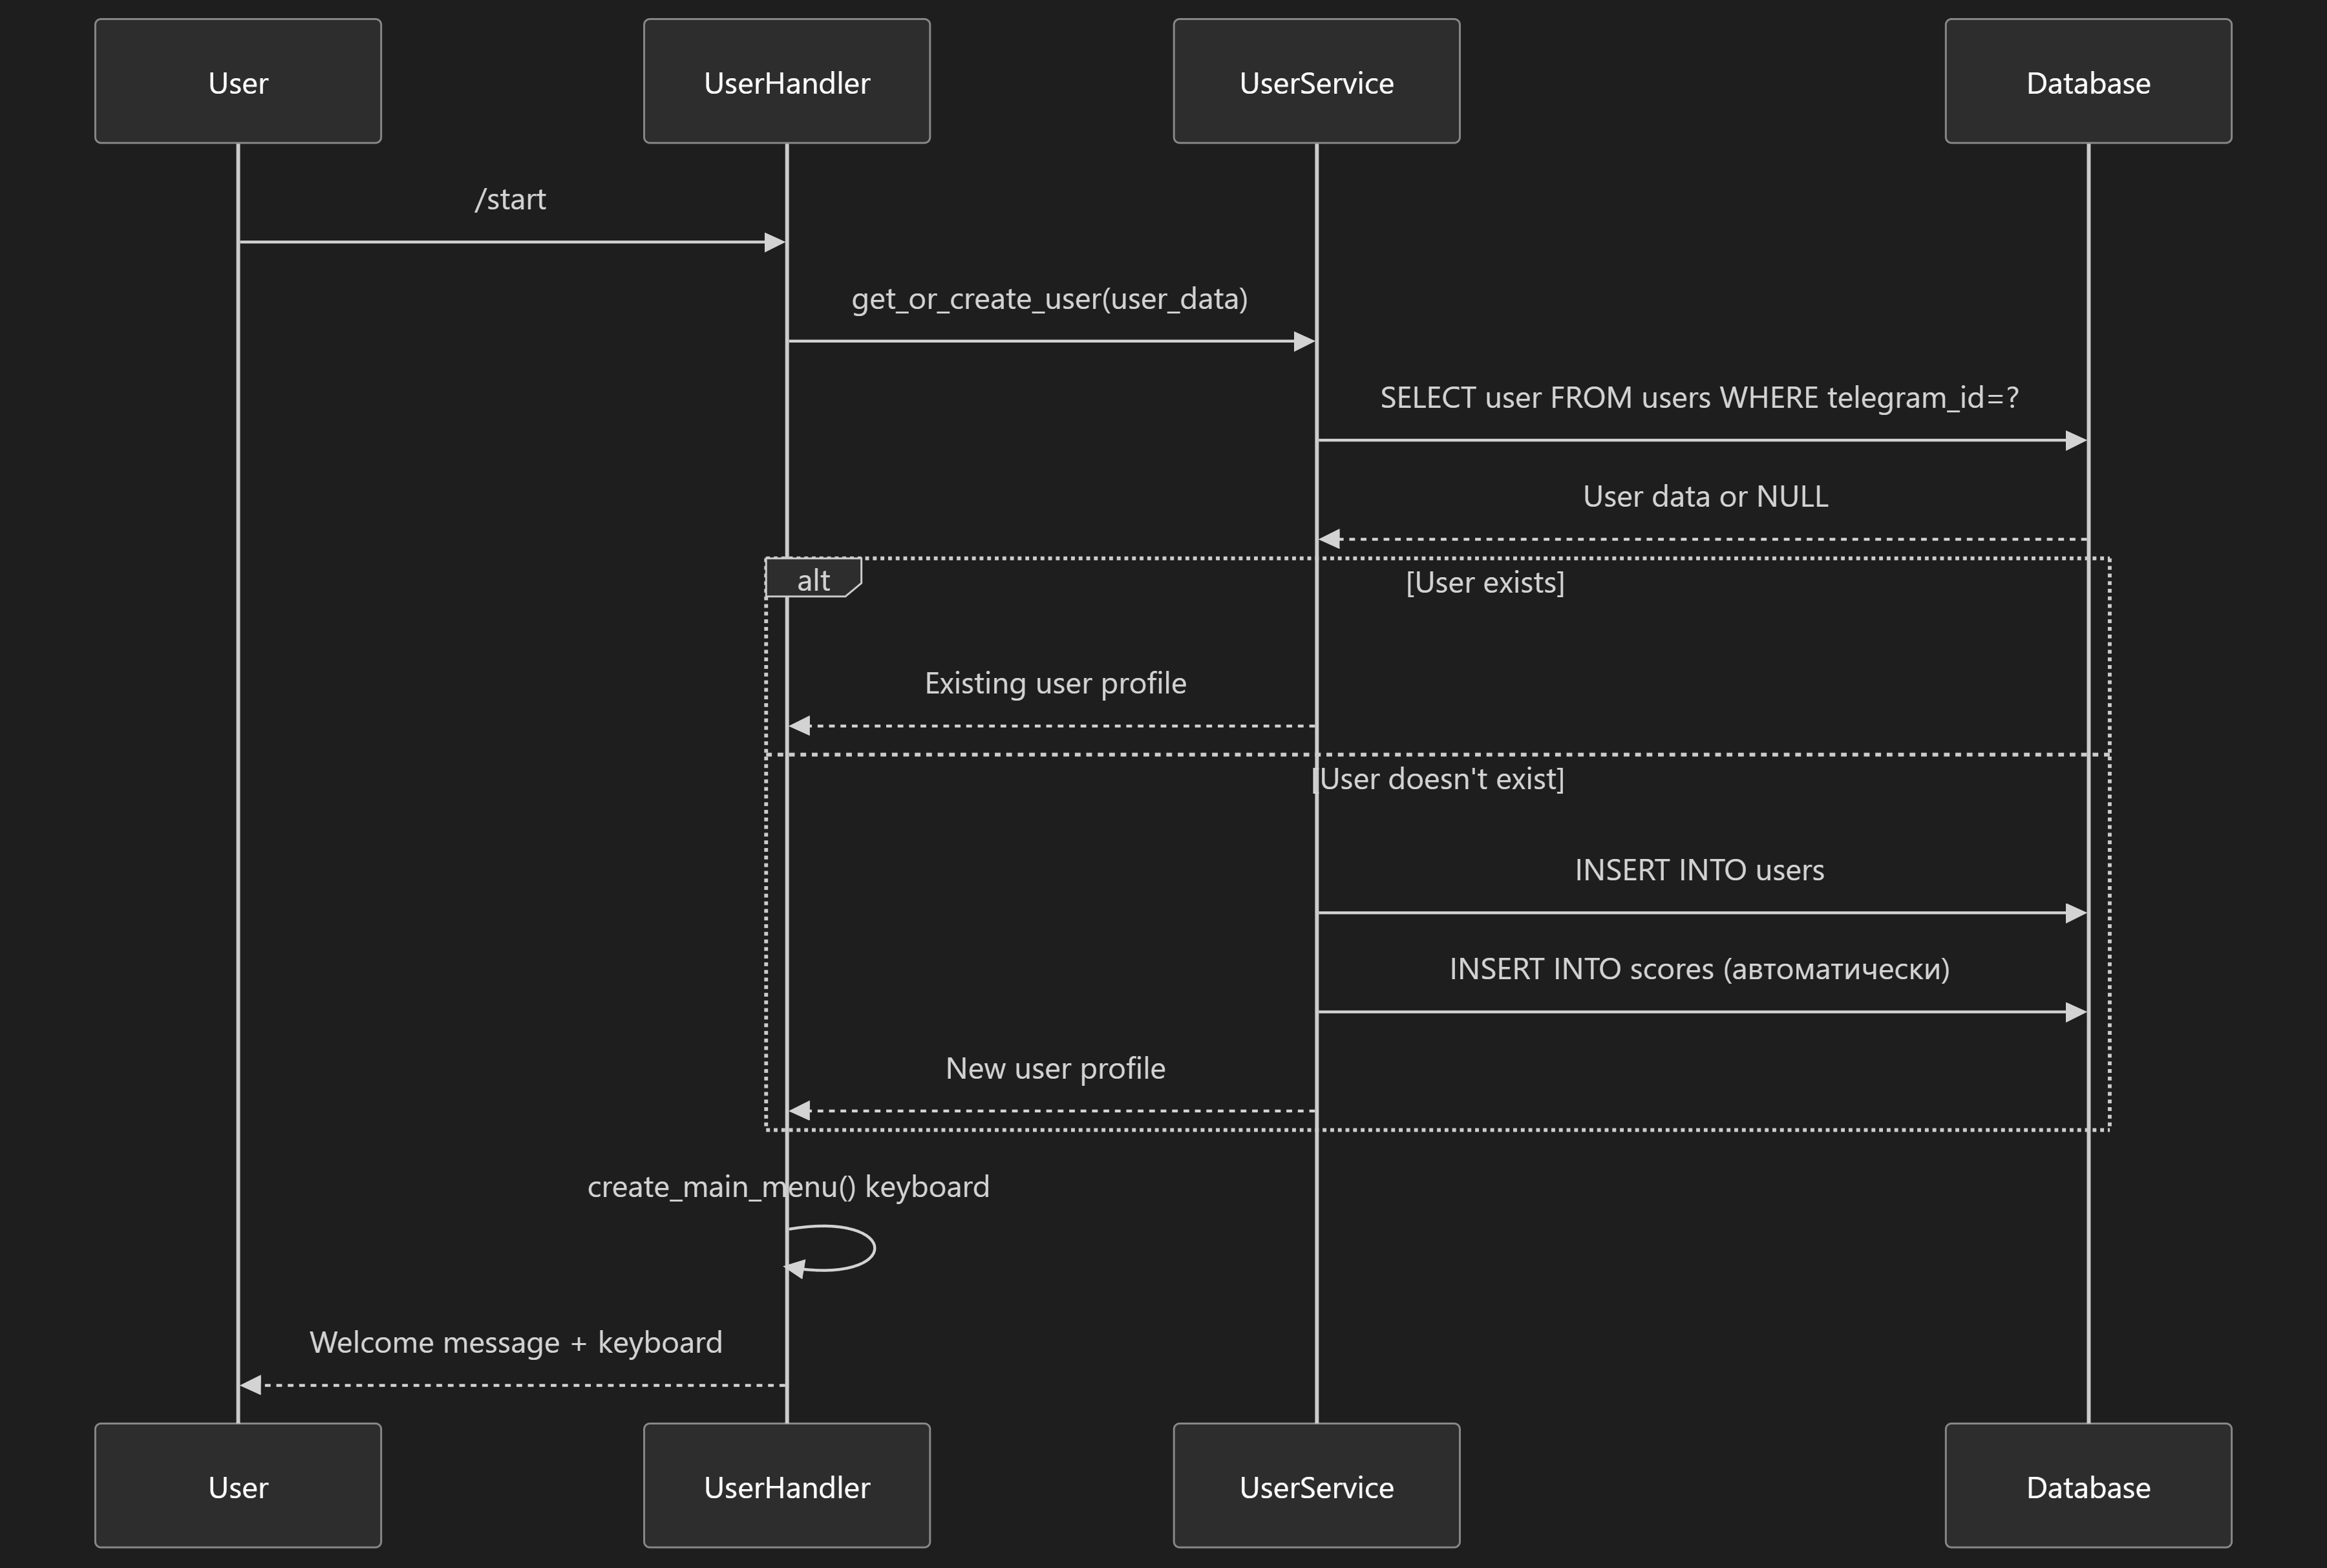 User
UserHandler
UserService
Database
/start
get_or_create_user(user_data)
SELECT user FROM users WHERE telegram_id=?
User data or NULL
alt
[User exists]
Existing user profile
[User doesn't exist]
INSERT INTO users
INSERT INTO scores (автоматически)
New user profile
create_main_menu() keyboard
Welcome message + keyboard
User
UserHandler
UserService
Database